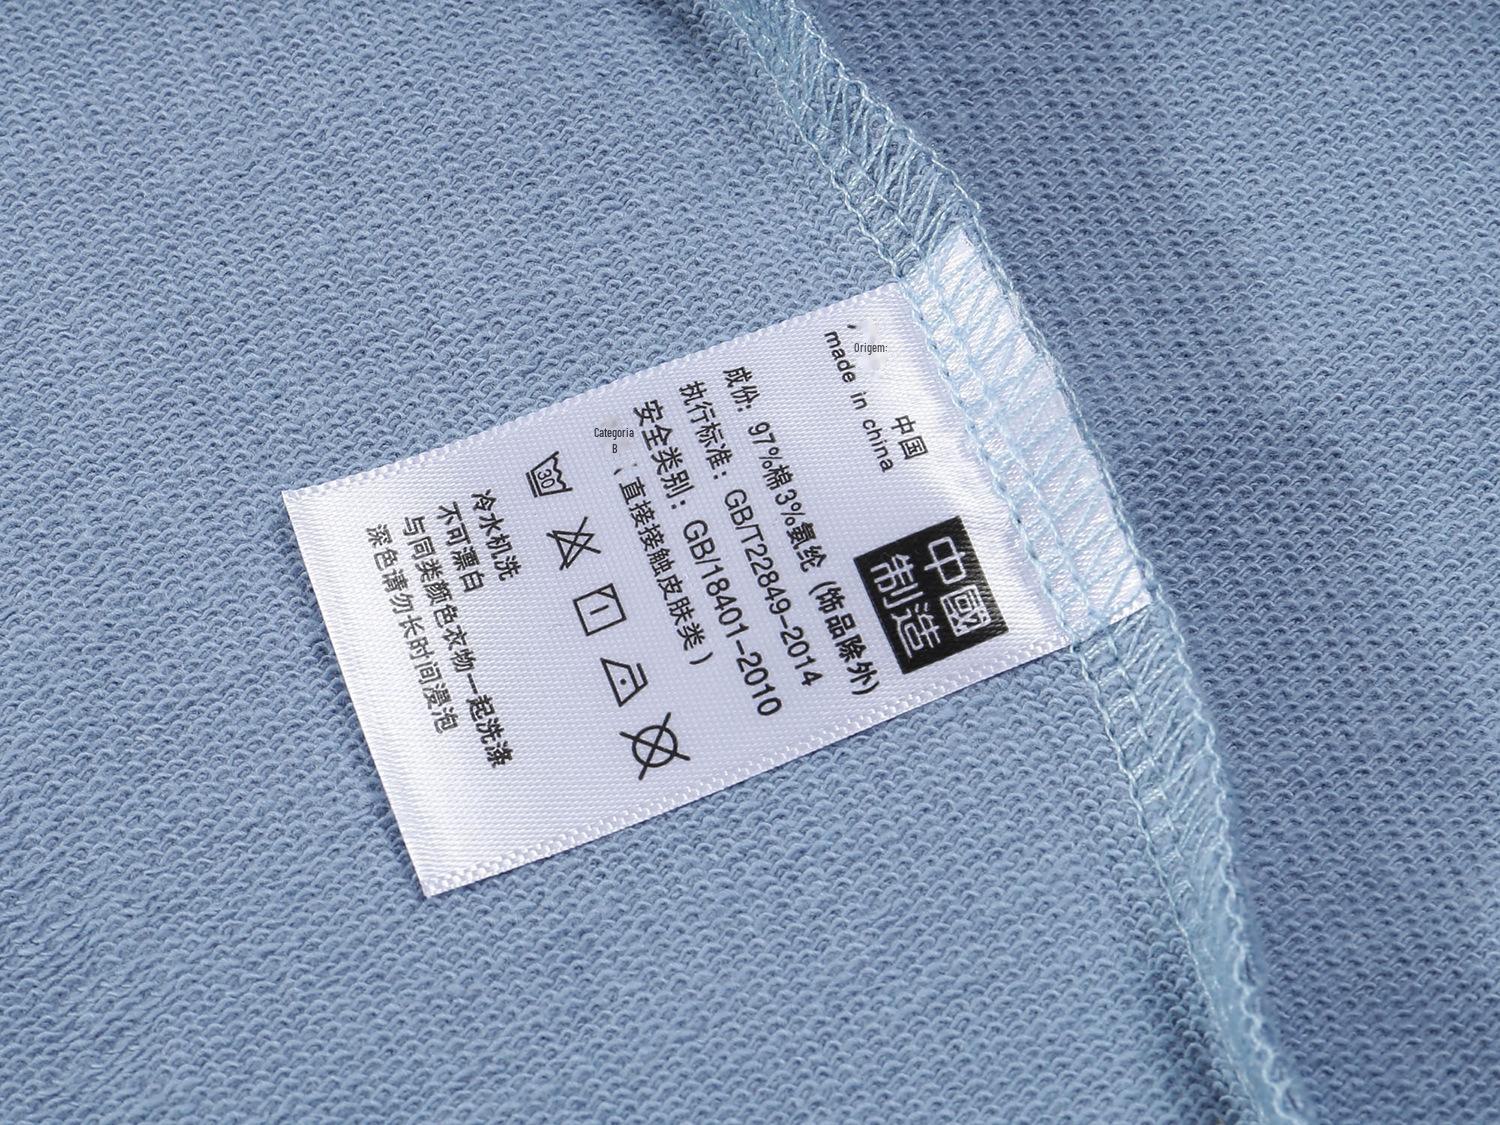 中國
制造
Origem:
中国
made in china
成份：97%棉3%氨纶（饰品除外）
执行标准：GB/T22849-2014
安全类别：GB/18401-2010
Categoria
B
（直接接触皮肤类）
30
冷水机洗
不可漂白
与同类颜色衣物一起洗涤
深色请勿长时间浸泡